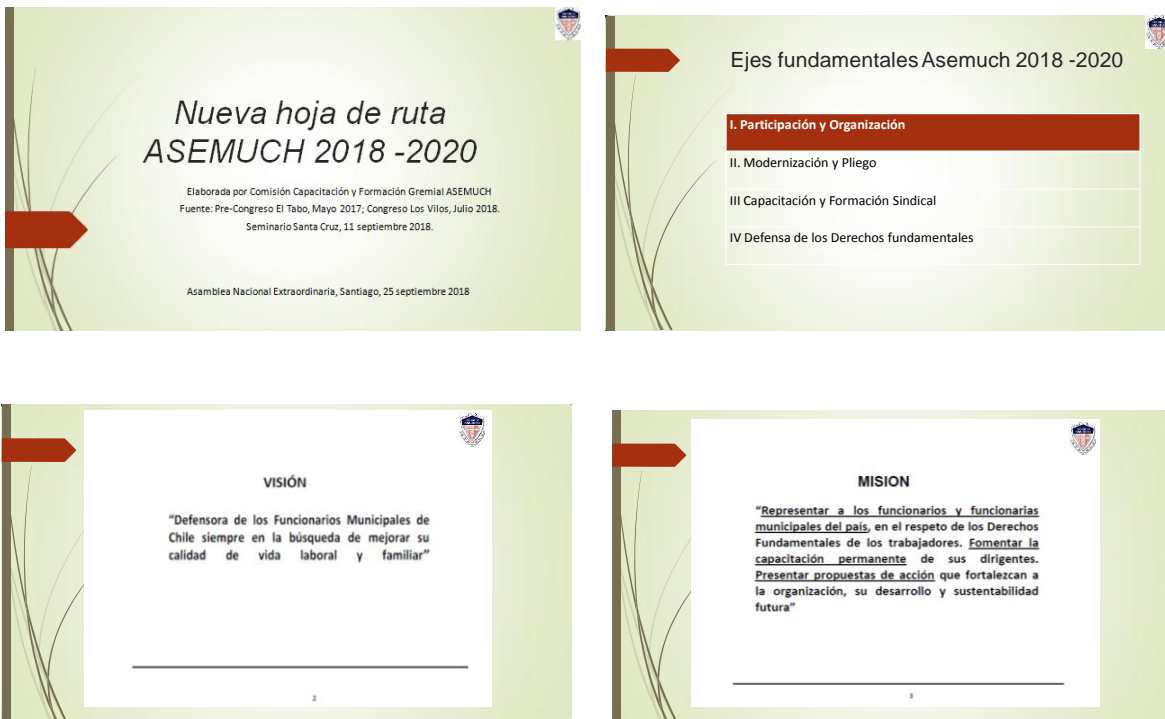 Nueva hoja de ruta
ASEMUCH 2018 -2020
Elaborada por Comisión Capacitación y Formación Gremial ASEMUCH
Fuente: Pre-Congreso El Tabo, Mayo 2017; Congreso Los Vilos, Julio 2018.
Seminario Santa Cruz, 11 septiembre 2018.
Asamblea Nacional Extraordinaria, Santiago, 25 septiembre 2018
Ejes fundamentales Asemuch 2018 -2020
I. Participación y Organización
II. Modernización y Pliego
III Capacitación y Formación Sindical
IV Defensa de los Derechos fundamentales
VISIÓN
“Defensora de los Funcionarios Municipales de
Chile siempre en la búsqueda de mejorar su
calidad de vida laboral y familiar”
2
MISION
“Representar a los funcionarios y funcionarias
municipales del país, en el respeto de los Derechos
Fundamentales de los trabajadores. Fomentar la
capacitación permanente de sus dirigentes.
Presentar propuestas de acción que fortalezcan a
la organización, su desarrollo y sustentabilidad
futura”
3